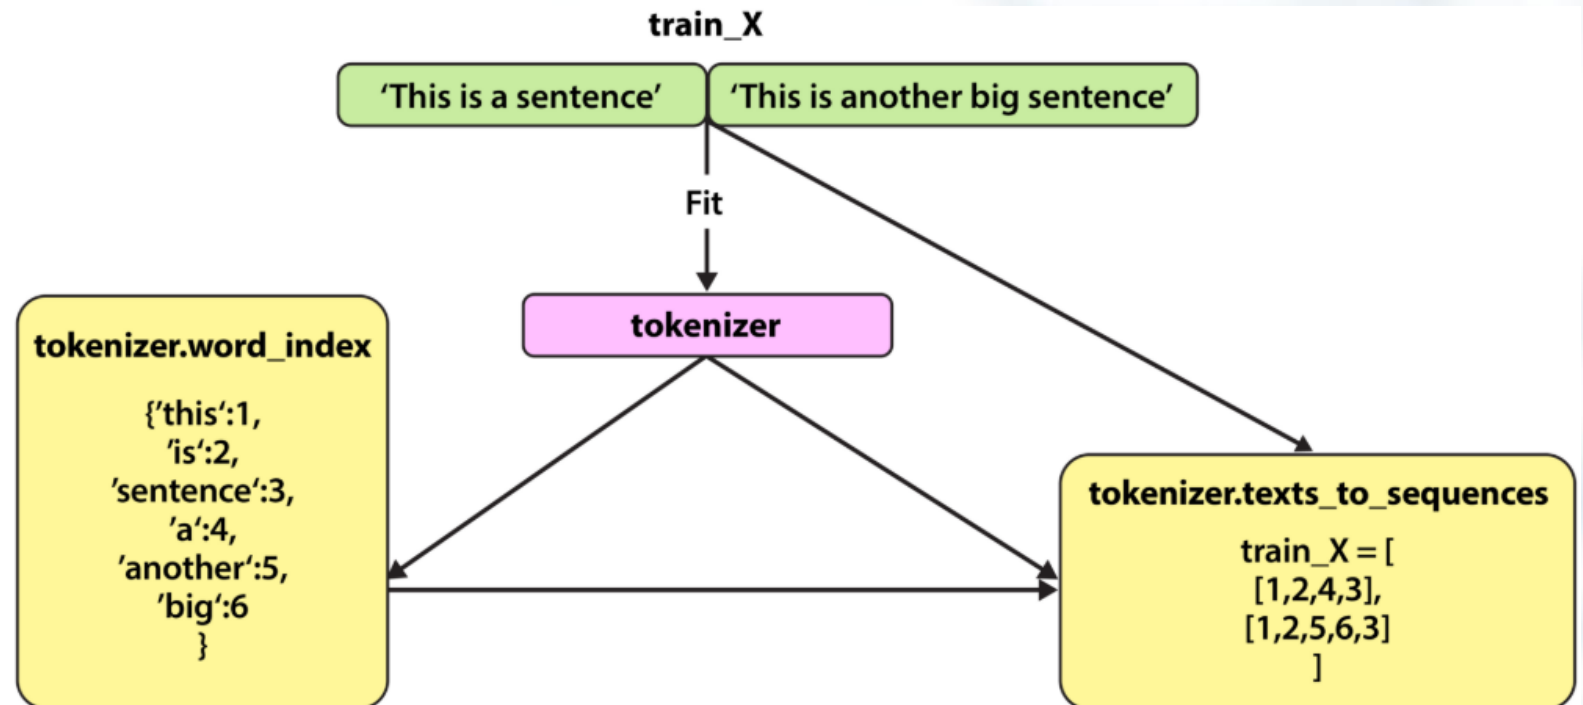 train_X
‘This is a sentence’
‘This is another big sentence’
Fit
tokenizer
tokenizer.word_index
{’this‘:1,
’is‘:2,
’sentence‘:3,
’a‘:4,
’another‘:5,
’big‘:6
}
tokenizer.texts_to_sequences
train_X = [
[1,2,4,3],
[1,2,5,6,3]
]